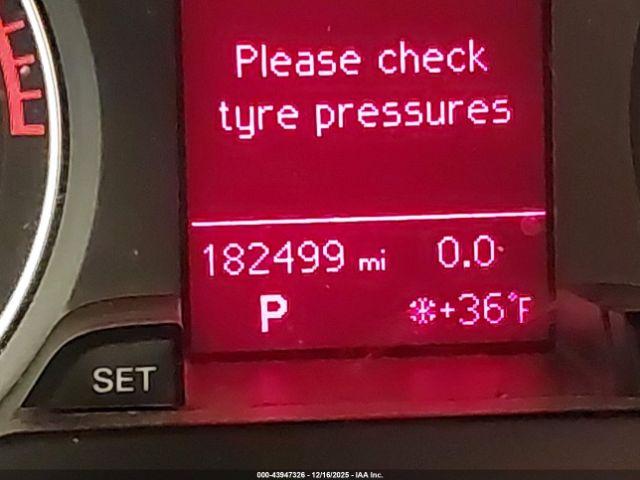 Please check
tyre pressures
182499 mi 0.0
P +36°F
SET
000-43947326 - 12/16/2025 - IAA Inc.